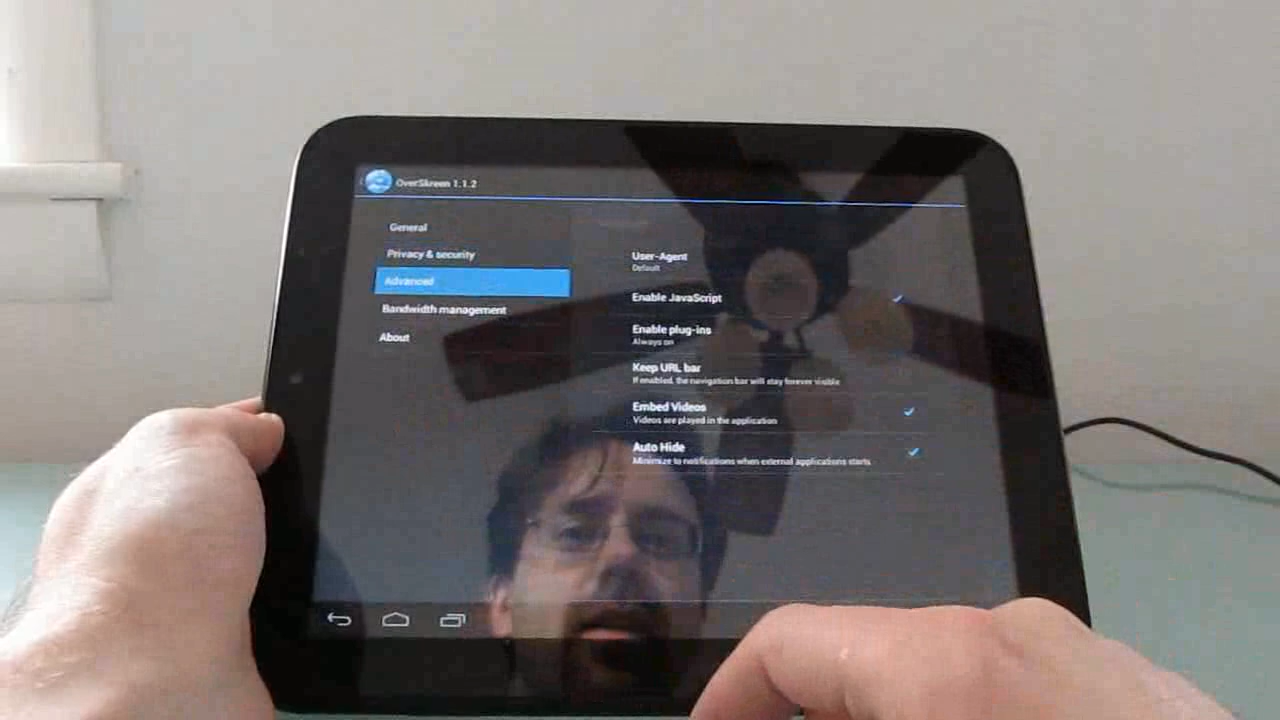 OverSkreen 1.1.2
General
Privacy & security
Advanced
Bandwidth management
About
User-Agent
Default
Enable JavaScript
Enable plug-ins
Always on
Keep URL bar
If enabled, the navigation bar will stay forever visible
Embed Videos
Videos are played in the application
Auto Hide
Minimize to notifications when external applications starts